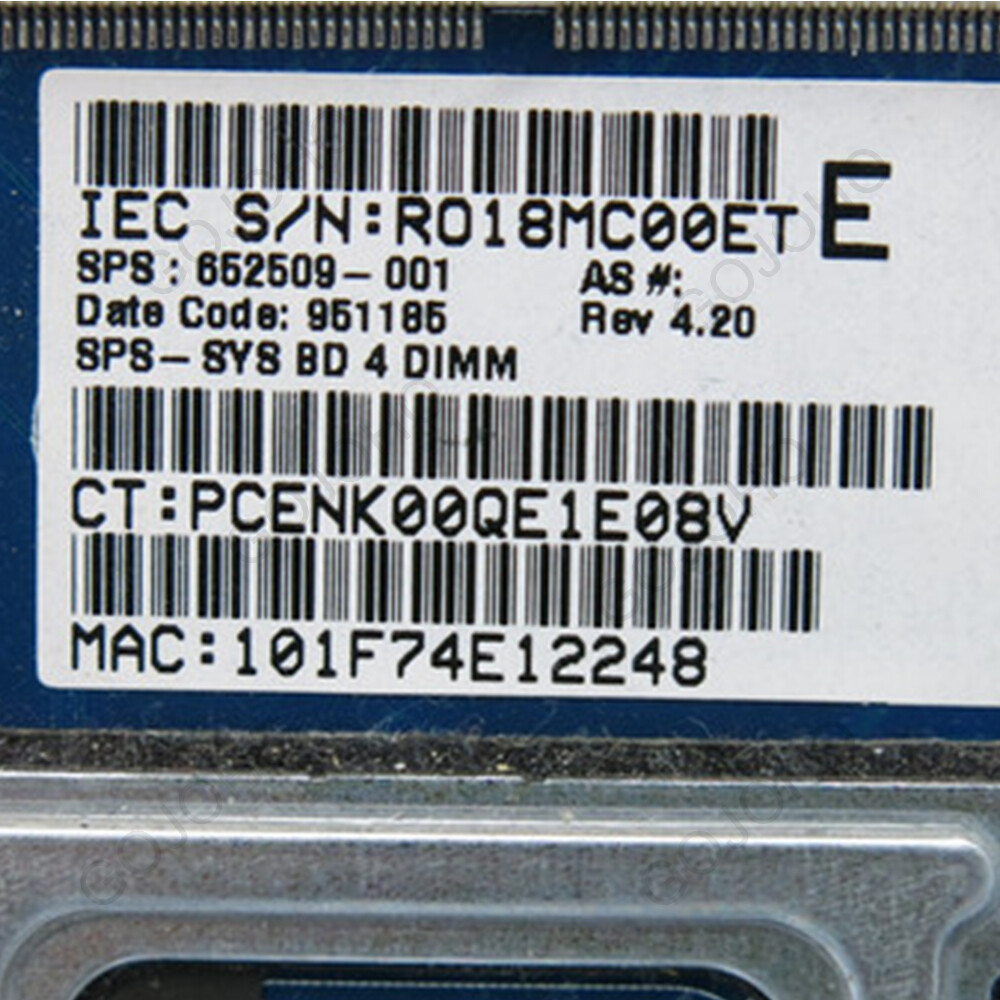 IEC S/N:RO18MC00ET E
SPS: 652509-001 AS #:
Date Code: 951185 Rev 4.20
SPS-SYS BD 4 DIMM
CT:PCENK00QE1E08V
MAC:101F74E12248